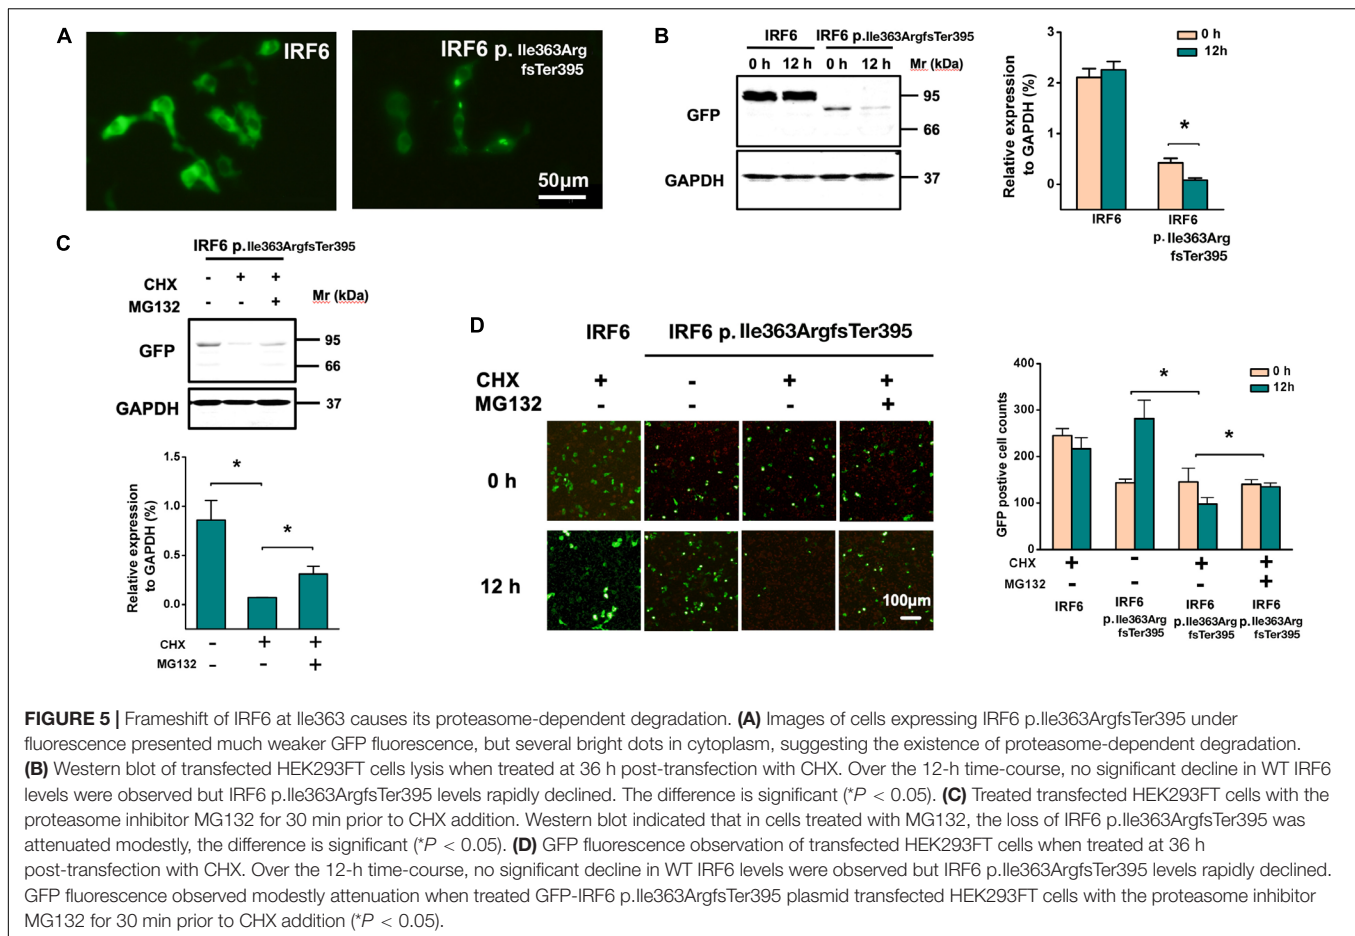 A
IRF6
IRF6 p. Ile363Arg
fsTer395
50µm
B
IRF6 IRF6 p.Ile363ArgfsTer395
0 h 12 h 0 h 12 h Mr (kDa)
GFP
95
66
GAPDH
37
Relative expression
to GAPDH (%)
3
2
1
0
0 h
12h
*
IRF6
IRF6
p. Ile363Arg
fsTer395
C
IRF6 p.Ile363ArgfsTer395
CHX - + +
MG132 - - + Mr (kDa)
GFP
95
66
GAPDH
37
Relative expression
to GAPDH (%)
1.5
1.0
0.5
0.0
*
*
CHX - + +
MG132 - - +
D
IRF6 IRF6 p.Ile363ArgfsTer395
CHX + - + +
MG132 - - - +
0 h
12 h
100µm
GFP postive cell counts
400
300
200
100
0
0 h
12h
*
*
CHX + - + +
MG132 - - - +
IRF6 IRF6 IRF6 IRF6
p.Ile363Arg p.Ile363Arg p.Ile363Arg
fsTer395 fsTer395 fsTer395
FIGURE 5 | Frameshift of IRF6 at Ile363 causes its proteasome-dependent degradation. (A) Images of cells expressing IRF6 p.Ile363ArgfsTer395 under
fluorescence presented much weaker GFP fluorescence, but several bright dots in cytoplasm, suggesting the existence of proteasome-dependent degradation.
(B) Western blot of transfected HEK293FT cells lysis when treated at 36 h post-transfection with CHX. Over the 12-h time-course, no significant decline in WT IRF6
levels were observed but IRF6 p.Ile363ArgfsTer395 levels rapidly declined. The difference is significant (*P < 0.05). (C) Treated transfected HEK293FT cells with the
proteasome inhibitor MG132 for 30 min prior to CHX addition. Western blot indicated that in cells treated with MG132, the loss of IRF6 p.Ile363ArgfsTer395 was
attenuated modestly, the difference is significant (*P < 0.05). (D) GFP fluorescence observation of transfected HEK293FT cells when treated at 36 h
post-transfection with CHX. Over the 12-h time-course, no significant decline in WT IRF6 levels were observed but IRF6 p.Ile363ArgfsTer395 levels rapidly declined.
GFP fluorescence observed modestly attenuation when treated GFP-IRF6 p.Ile363ArgfsTer395 plasmid transfected HEK293FT cells with the proteasome inhibitor
MG132 for 30 min prior to CHX addition (*P < 0.05).